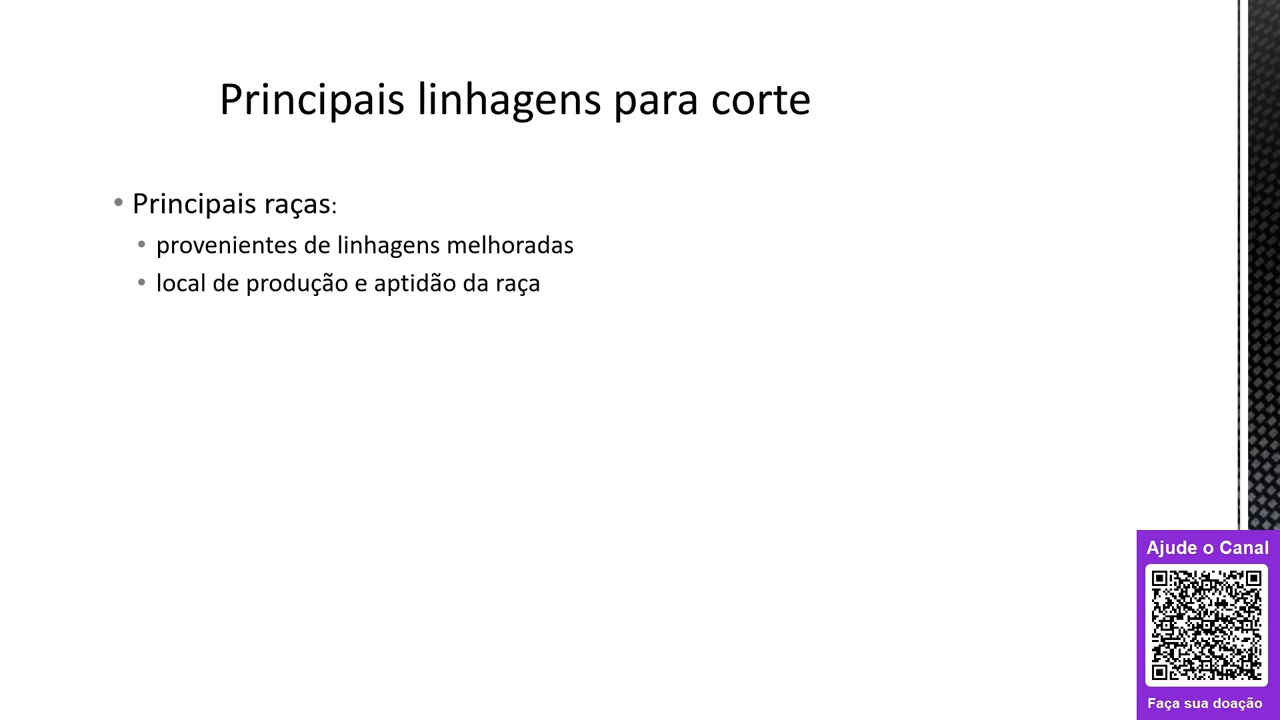 Principais linhagens para corte
• Principais raças:
• provenientes de linhagens melhoradas
• local de produção e aptidão da raça
Ajude o Canal
Faça sua doação